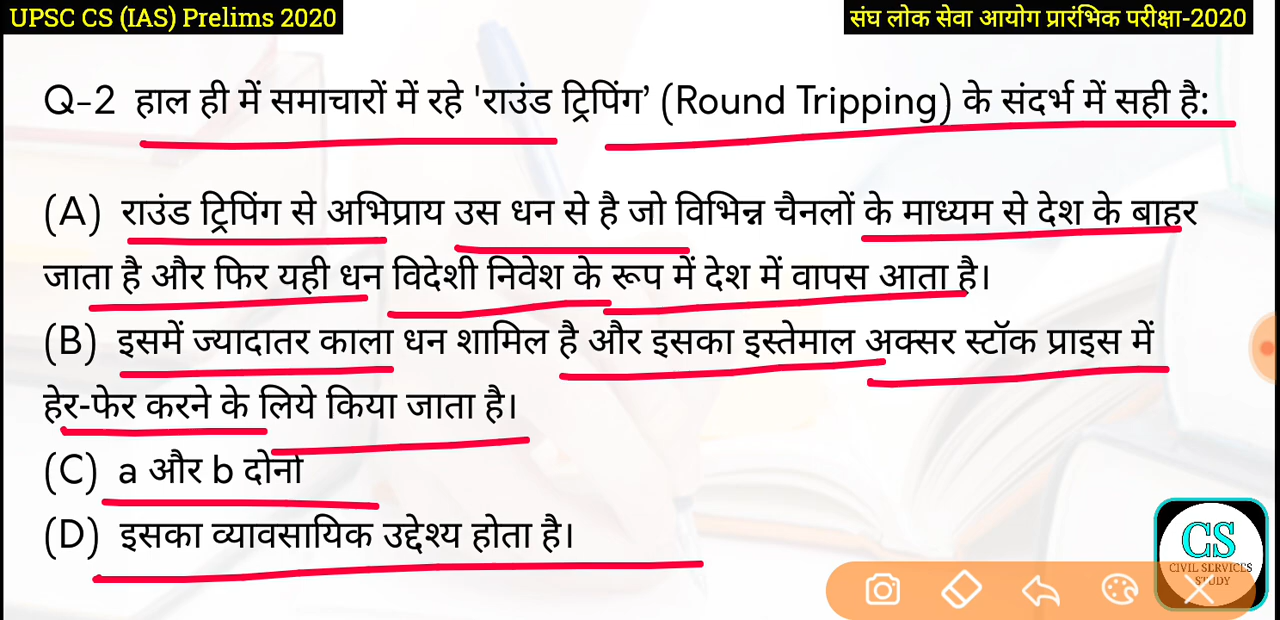 UPSC CS (IAS) Prelims 2020
संघ लोक सेवा आयोग प्रारंभिक परीक्षा-2020
Q-2 हाल ही में समाचारों में रहे 'राउंड ट्रिपिंग’ (Round Tripping) के संदर्भ में सही है:
(A) राउंड ट्रिपिंग से अभिप्राय उस धन से है जो विभिन्न चैनलों के माध्यम से देश के बाहर
जाता है और फिर यही धन विदेशी निवेश के रूप में देश में वापस आता है।
(B) इसमें ज्यादातर काला धन शामिल है और इसका इस्तेमाल अक्सर स्टॉक प्राइस में
हेर-फेर करने के लिये किया जाता है।
(C) a और b दोनों
(D) इसका व्यावसायिक उद्देश्य होता है।
CS
CIVIL SERVICES
STUDY